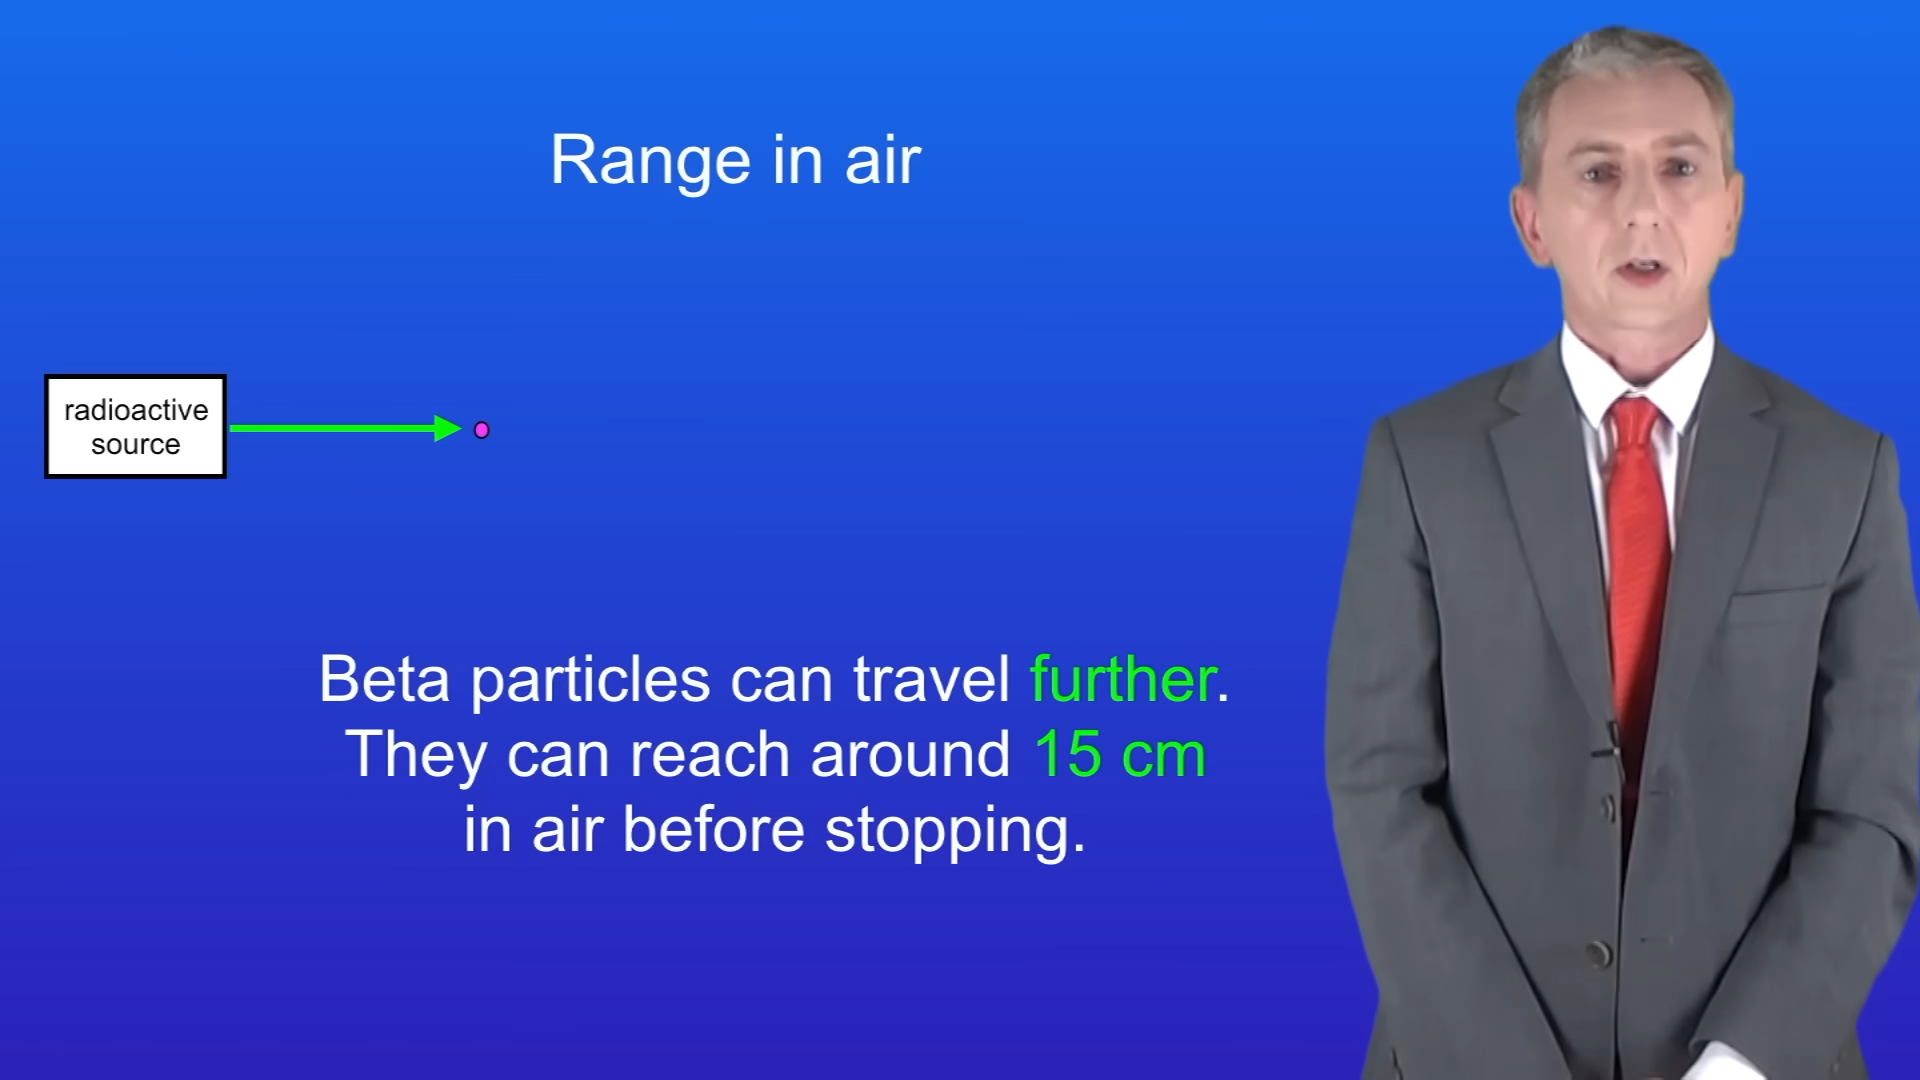 Range in air
radioactive
source
Beta particles can travel further.
They can reach around 15 cm
in air before stopping.